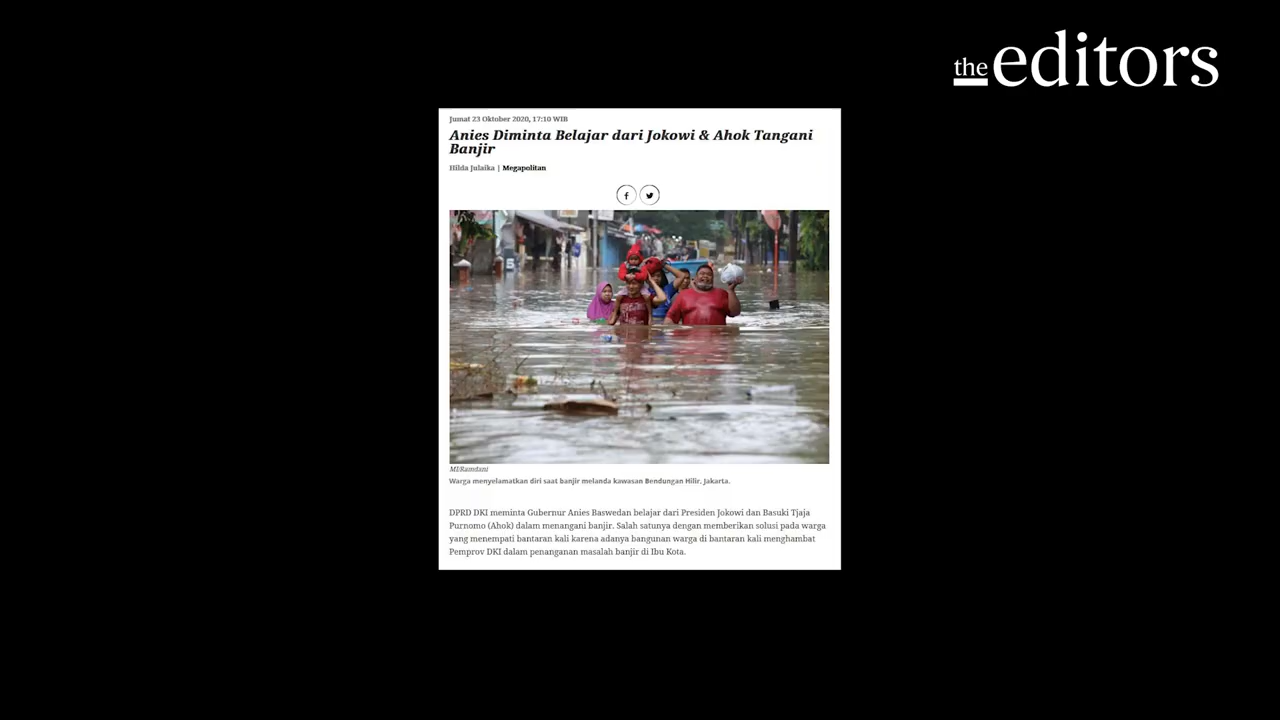 the editors
Jumat 23 Oktober 2020, 17:10 WIB
Anies Diminta Belajar dari Jokowi & Ahok Tangani
Banjir
Hilda Julaika | Megapolitan
MI/Ramdani
Warga menyelamatkan diri saat banjir melanda kawasan Bendungan Hilir, Jakarta.
DPRD DKI meminta Gubernur Anies Baswedan belajar dari Presiden Jokowi dan Basuki Tjaja
Purnomo (Ahok) dalam menangani banjir. Salah satunya dengan memberikan solusi pada warga
yang menempati bantaran kali karena adanya bangunan warga di bantaran kali menghambat
Pemprov DKI dalam penanganan masalah banjir di Ibu Kota.